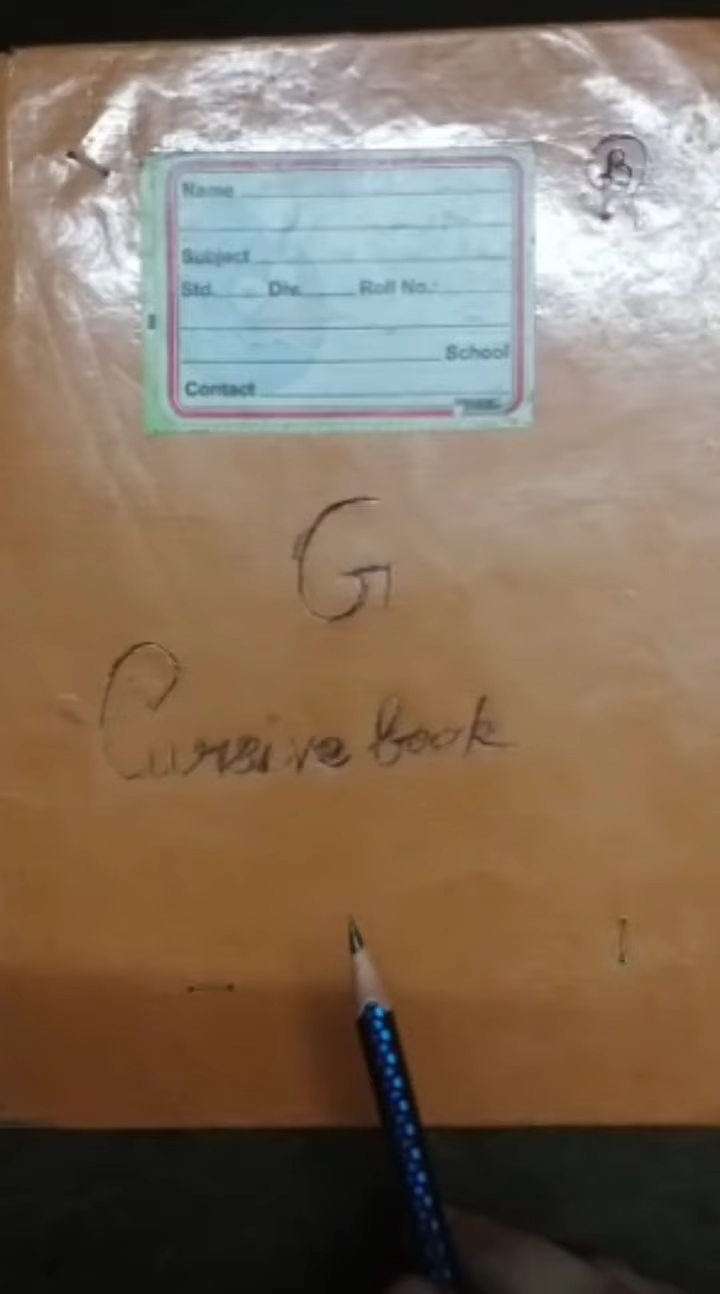 B
Name
Subject
Std. Div. Roll No.:
School
Contact
G
Cursive book